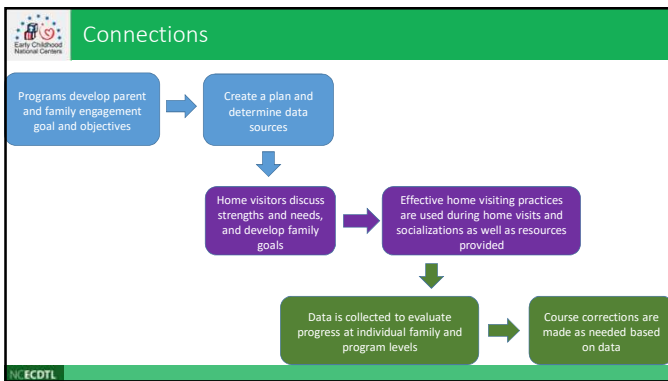 Early Childhood
National Centers
Connections
Programs develop parent
and family engagement
goal and objectives
Create a plan and
determine data
sources
Home visitors discuss
strengths and needs,
and develop family
goals
Effective home visiting practices
are used during home visits and
socializations as well as resources
provided
Data is collected to evaluate
progress at individual family and
program levels
Course corrections are
made as needed based
on data
NCECDTL